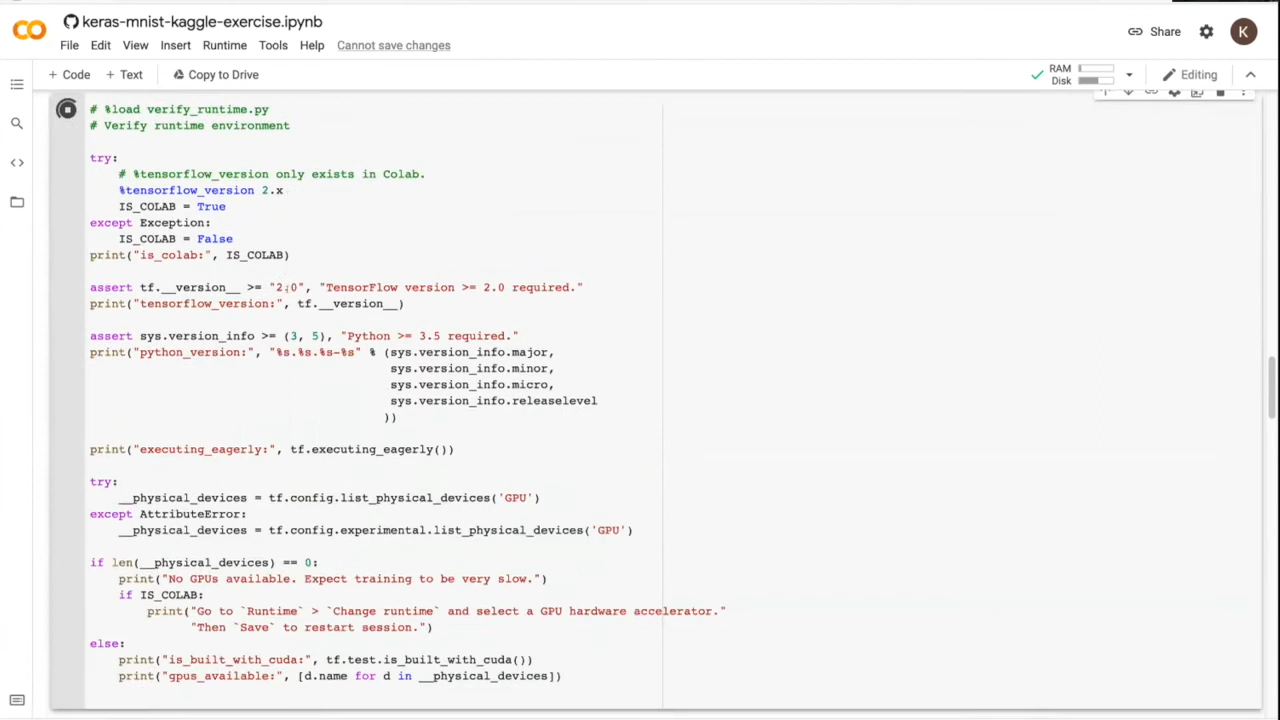 keras-mnist-kaggle-exercise.ipynb
Share
K
File Edit View Insert Runtime Tools Help Cannot save changes
+ Code + Text Copy to Drive
RAM
Disk
Editing
# %load verify_runtime.py
# Verify runtime environment
try:
# %tensorflow_version only exists in Colab.
%tensorflow_version 2.x
IS_COLAB = True
except Exception:
IS_COLAB = False
print("is_colab:", IS_COLAB)
assert tf.__version__ >= "2.0", "TensorFlow version >= 2.0 required."
print("tensorflow_version:", tf.__version__)
assert sys.version_info >= (3, 5), "Python >= 3.5 required."
print("python_version:", "%s.%s.%s-%s" % (sys.version_info.major,
sys.version_info.minor,
sys.version_info.micro,
sys.version_info.releaselevel
))
print("executing_eagerly:", tf.executing_eagerly())
try:
__physical_devices = tf.config.list_physical_devices('GPU')
except AttributeError:
__physical_devices = tf.config.experimental.list_physical_devices('GPU')
if len(__physical_devices) == 0:
print("No GPUs available. Expect training to be very slow.")
if IS_COLAB:
print("Go to `Runtime` > `Change runtime` and select a GPU hardware accelerator."
"Then `Save` to restart session.")
else:
print("is_built_with_cuda:", tf.test.is_built_with_cuda())
print("gpus_available:", [d.name for d in __physical_devices])